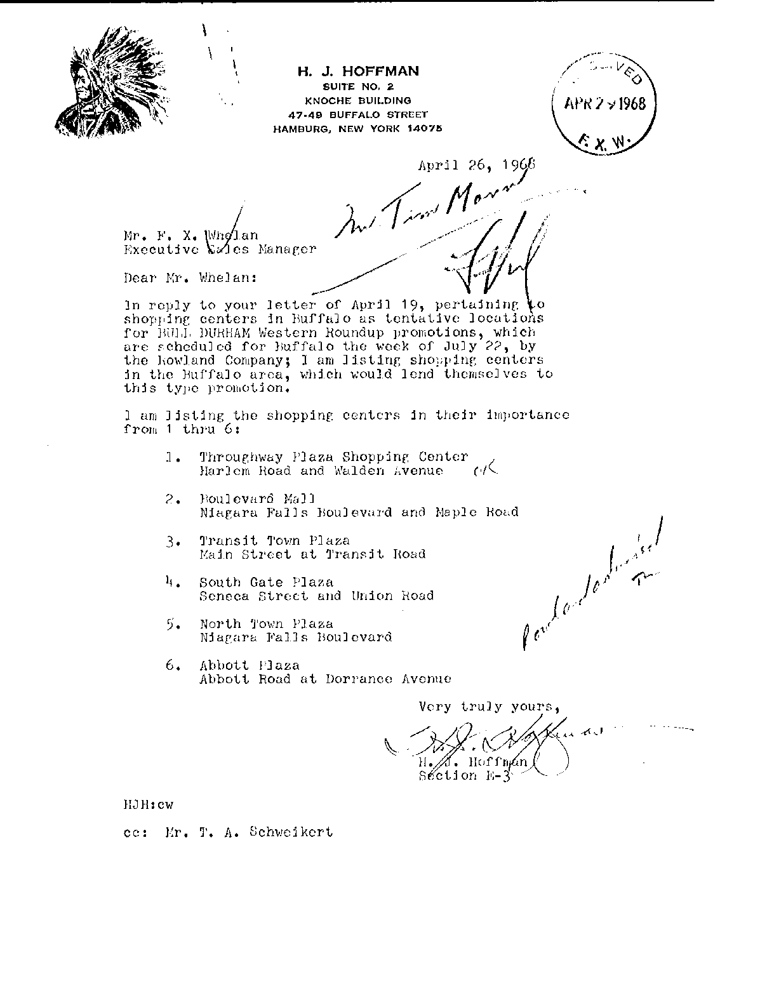 H. J. HOFFMAN
SUITE NO. 2
KNOCHE BUILDING
47-49 BUFFALO STREET
HAMBURG, NEW YORK 14075
APR 29 1968
F. X. W.
April 26, 1968
Mr. Tim Mann
Mr. F. X. Whelan
Executive Sales Manager
Dear Mr. Whelan:
In reply to your letter of April 19, pertaining to
shopping centers in Buffalo as tentative locations
for BULL DURHAM Western Roundup promotions, which
are scheduled for Buffalo the week of July 22, by
the Rowland Company; I am listing shopping centers
in the Buffalo area, which would lend themselves to
this type promotion.
I am listing the shopping centers in their importance
from 1 thru 6:
1. Throughway Plaza Shopping Center
Harlem Road and Walden Avenue OK
2. Boulevard Mall
Niagara Falls Boulevard and Maple Road
3. Transit Town Plaza
Main Street at Transit Road
4. South Gate Plaza
Seneca Street and Union Road
5. North Town Plaza
Niagara Falls Boulevard
6. Abbott Plaza
Abbott Road at Dorrance Avenue
Very truly yours,
H. J. Hoffman
H. J. Hoffman
Section E-3
HJH:cw
cc: Mr. T. A. Schweikert